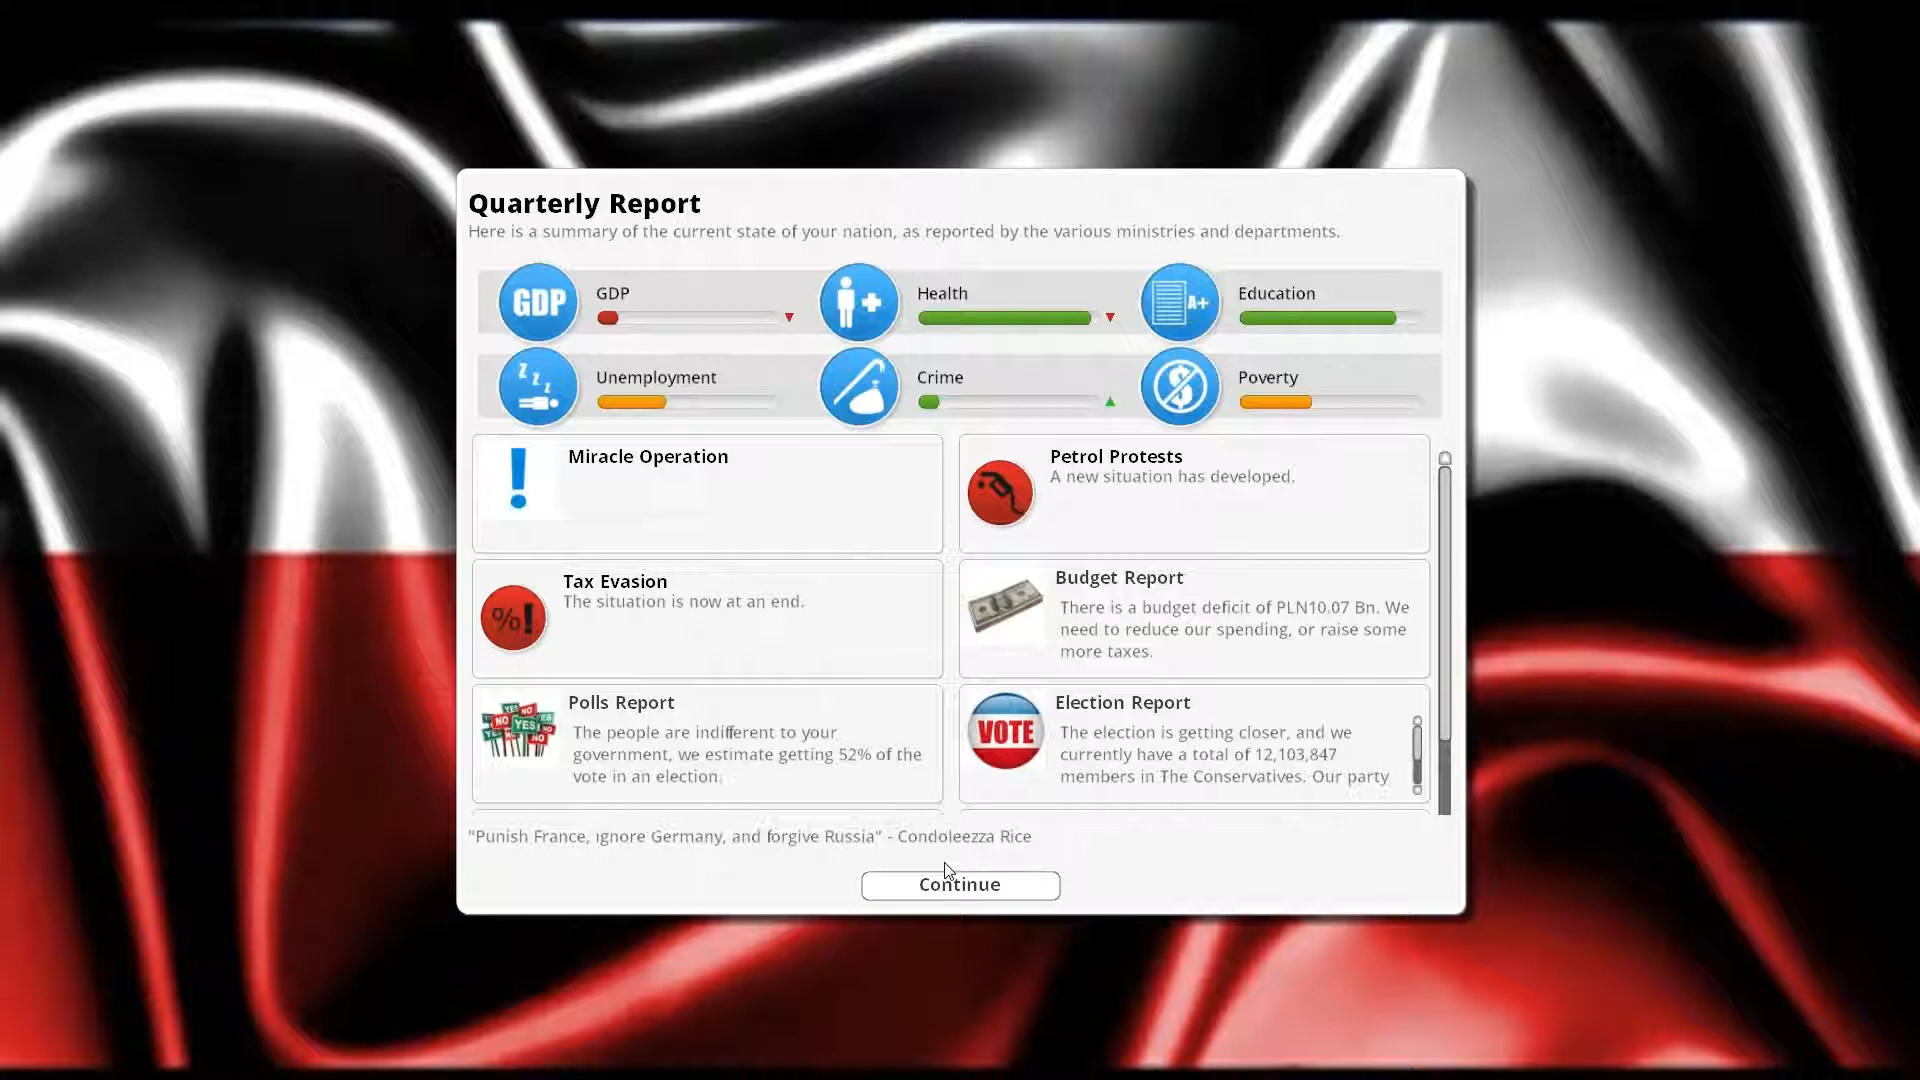 Quarterly Report
Here is a summary of the current state of your nation, as reported by the various ministries and departments.
GDP
GDP
Health
A+
Education
Z Z Z
Unemployment
Crime
$
Poverty
!
Miracle Operation
Petrol Protests
A new situation has developed.
%!
Tax Evasion
The situation is now at an end.
Budget Report
There is a budget deficit of PLN10.07 Bn. We
need to reduce our spending, or raise some
more taxes.
YES NO
NO YES
NO
Polls Report
The people are indifferent to your
government, we estimate getting 52% of the
vote in an election.
VOTE
Election Report
The election is getting closer, and we
currently have a total of 12,103,847
members in The Conservatives. Our party
"Punish France, ignore Germany, and forgive Russia" - Condoleezza Rice
Continue